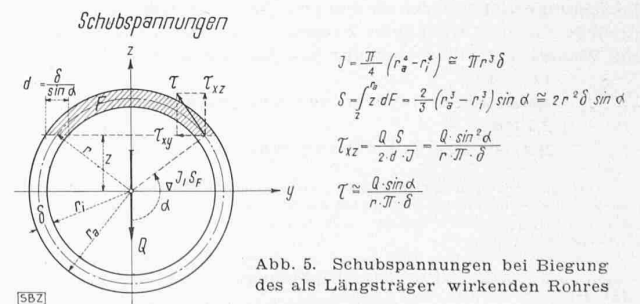 Schubspannungen
z
d = δ/sin α
F
τ τxz
τxy
r
z
J, SF
y
α
δ
ri
ra
Q
SBZ
J = π/4 (ra⁴ - ri⁴) ≅ π r³ δ
S = ∫ z dF = 2/3 (ra³ - ri³) sin α ≅ 2 r² δ sin α
τxz = Q S / 2·d·J = Q·sin² α / r·π·δ
τ ≅ Q·sin α / r·π·δ
Abb. 5. Schubspannungen bei Biegung
des als Längsträger wirkenden Rohres